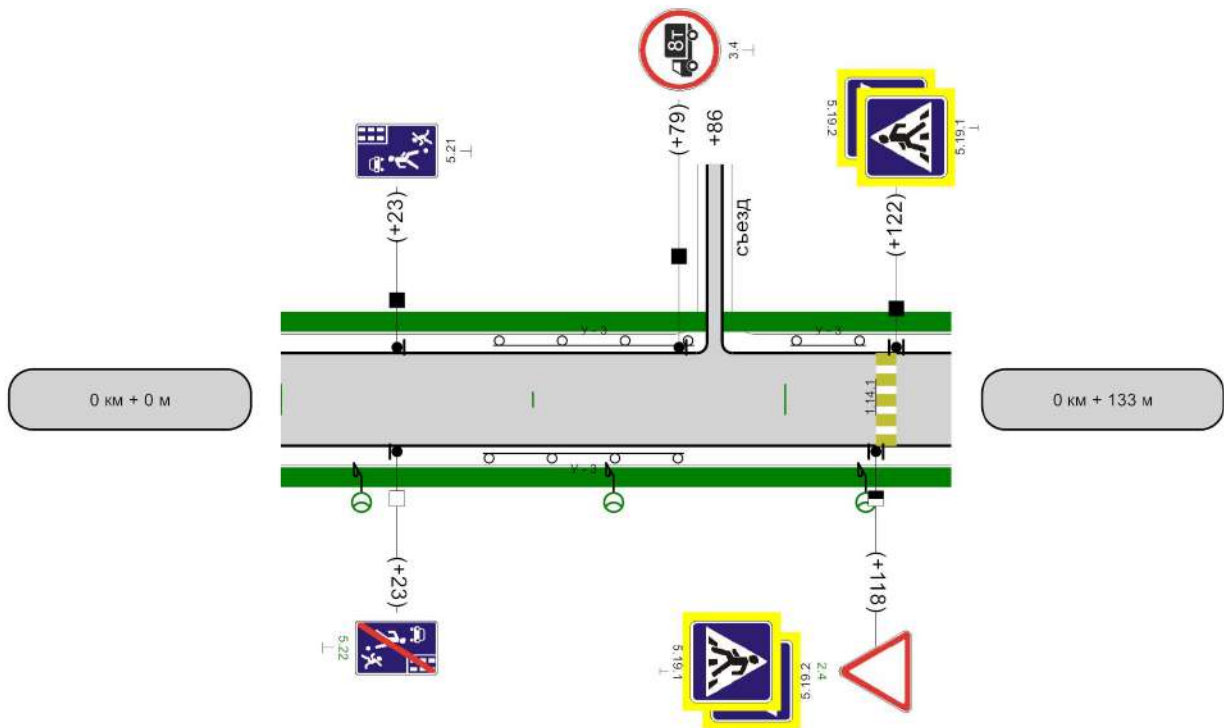 8т
3.4
5.21
(+23)
(+79)
+86
5.19.2
5.19.1
(+122)
съезд
У - 3
У - 3
1.14.1
0 км + 0 м
0 км + 133 м
У - 3
(+23)
5.22
(+118)
5.19.1
5.19.2
2.4